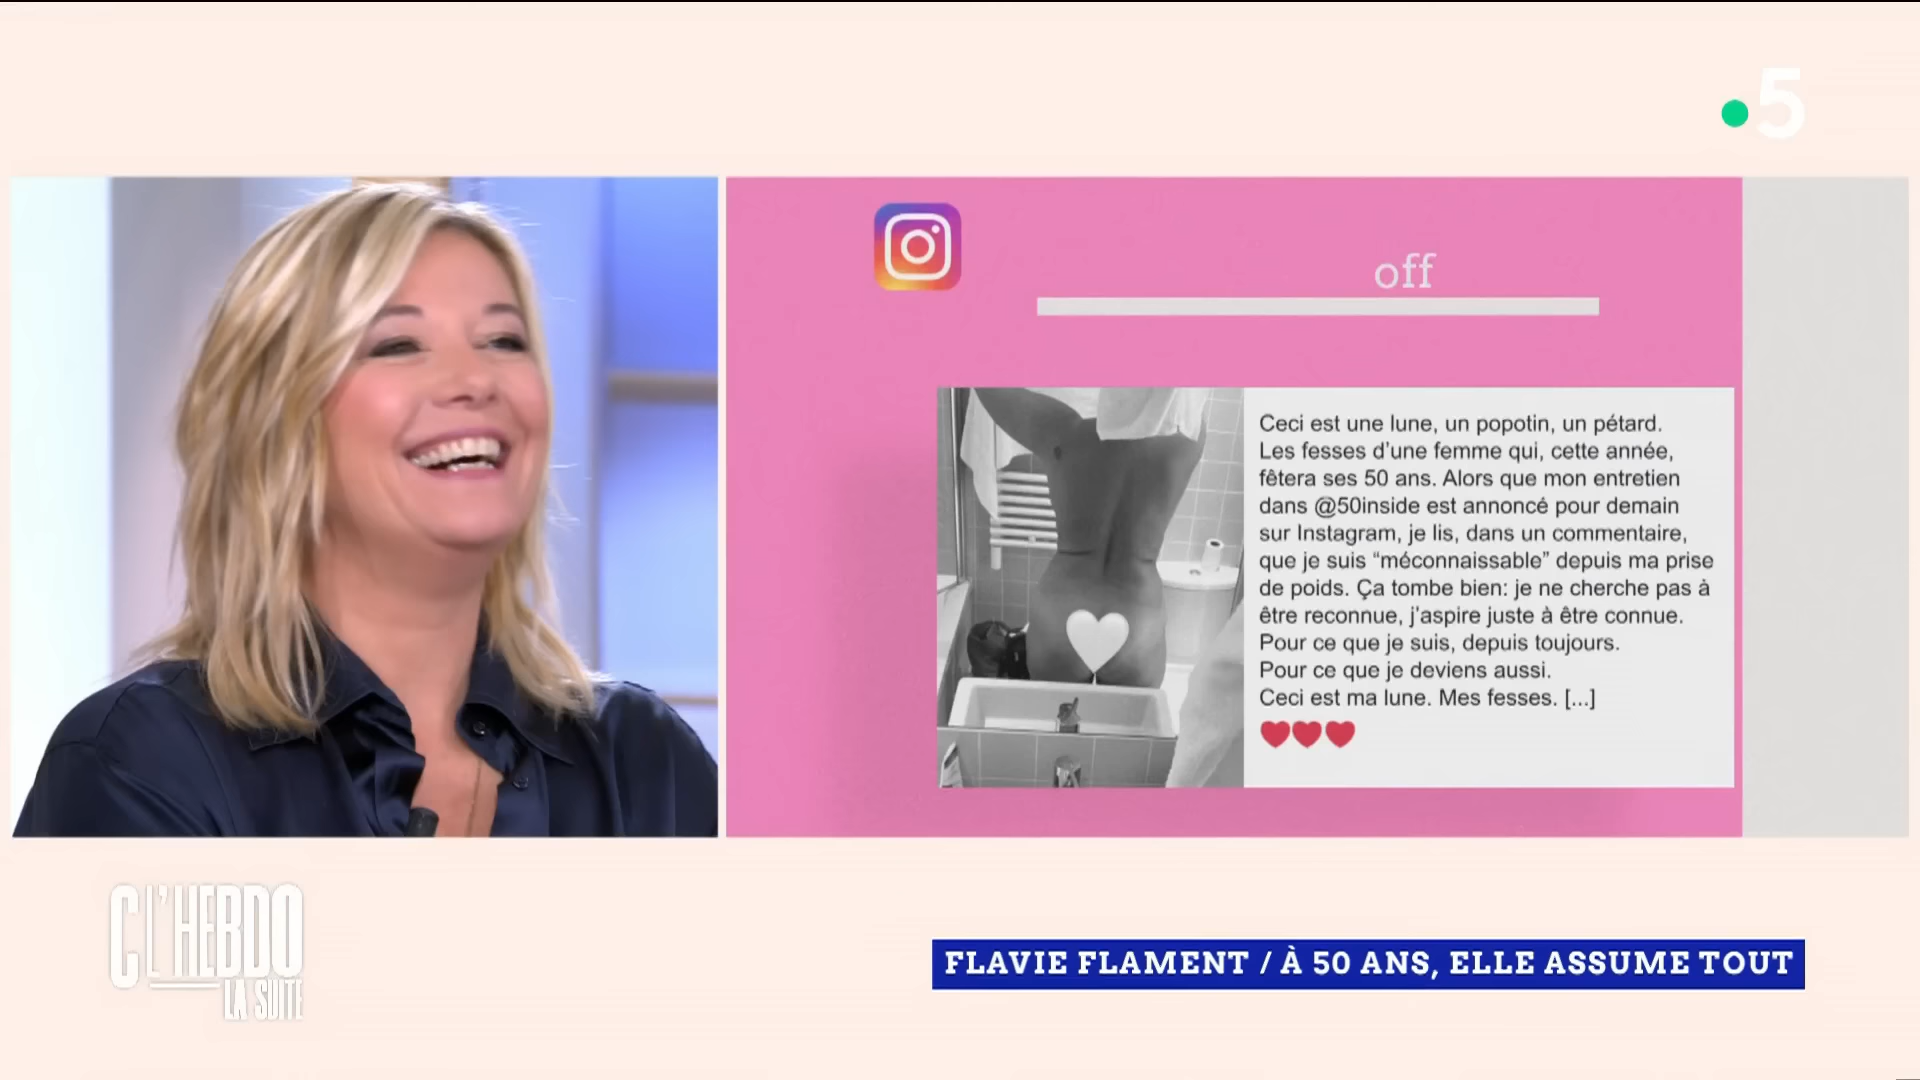 5
off
Ceci est une lune, un popotin, un pétard.
Les fesses d'une femme qui, cette année,
fêtera ses 50 ans. Alors que mon entretien
dans @50inside est annoncé pour demain
sur Instagram, je lis, dans un commentaire,
que je suis “méconnaissable” depuis ma prise
de poids. Ça tombe bien: je ne cherche pas à
être reconnue, j'aspire juste à être connue.
Pour ce que je suis, depuis toujours.
Pour ce que je deviens aussi.
Ceci est ma lune. Mes fesses. [...]
C L'HEBDO
LA SUITE
FLAVIE FLAMENT / À 50 ANS, ELLE ASSUME TOUT